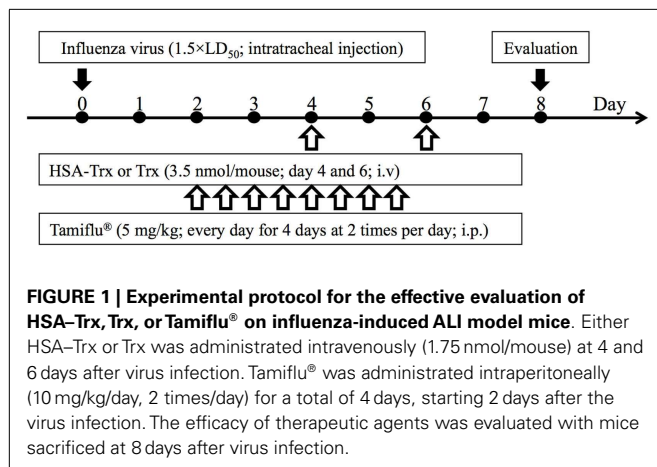 Influenza virus (1.5×LD50; intratracheal injection)
Evaluation
0 1 2 3 4 5 6 7 8 Day
HSA-Trx or Trx (3.5 nmol/mouse; day 4 and 6; i.v)
Tamiflu® (5 mg/kg; every day for 4 days at 2 times per day; i.p.)
FIGURE 1 | Experimental protocol for the effective evaluation of
HSA–Trx, Trx, or Tamiflu® on influenza-induced ALI model mice. Either
HSA–Trx or Trx was administrated intravenously (1.75 nmol/mouse) at 4 and
6 days after virus infection. Tamiflu® was administrated intraperitoneally
(10 mg/kg/day, 2 times/day) for a total of 4 days, starting 2 days after the
virus infection. The efficacy of therapeutic agents was evaluated with mice
sacrificed at 8 days after virus infection.